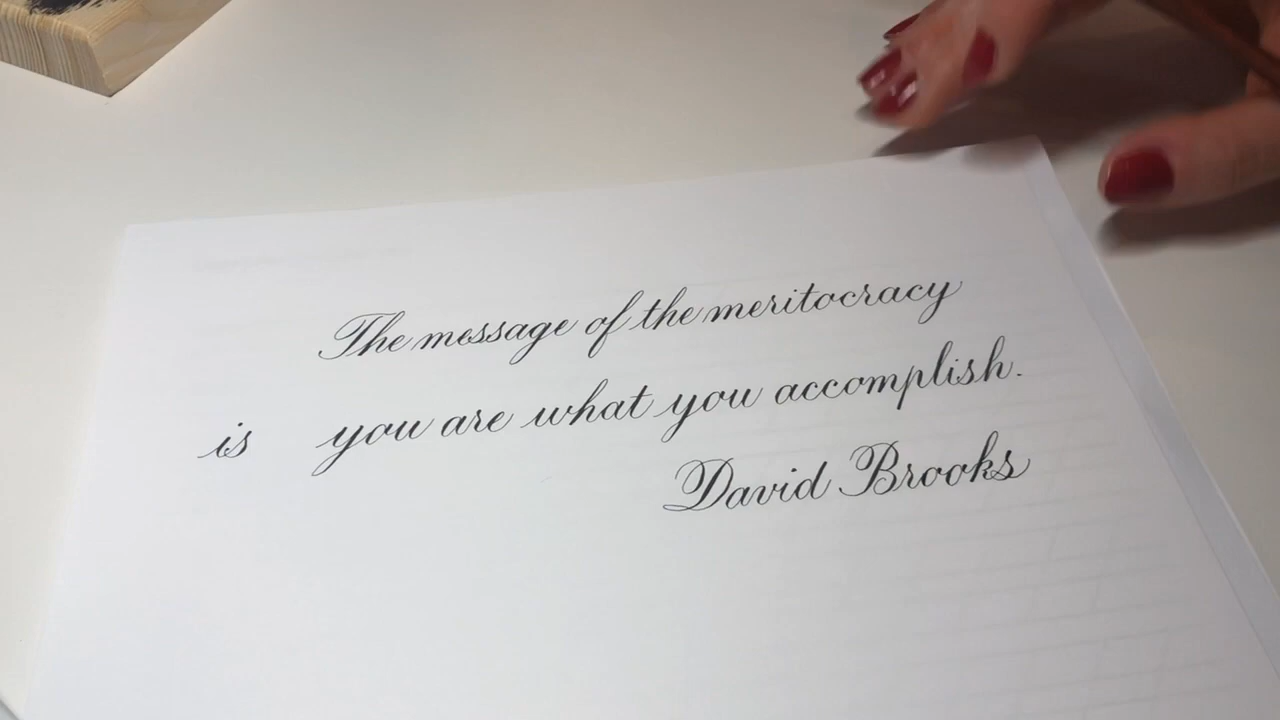 The message of the meritocracy
is you are what you accomplish.
David Brooks